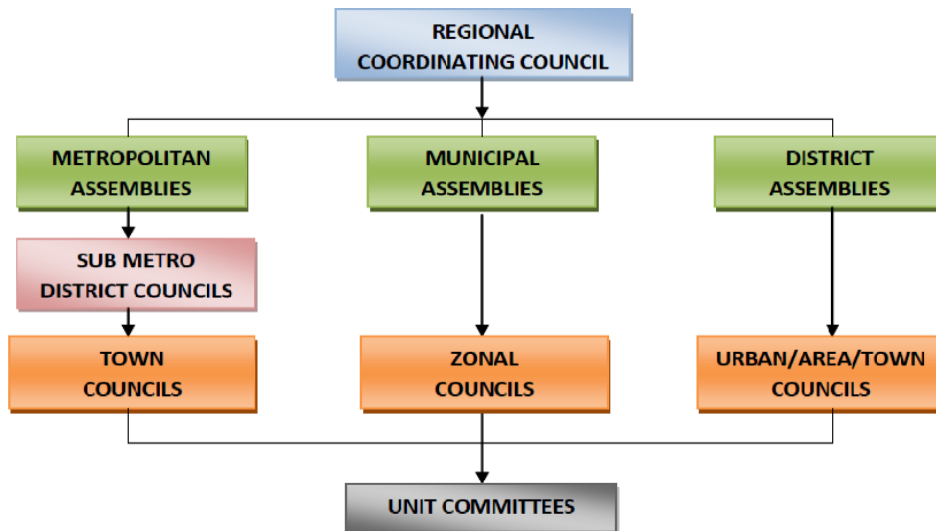 REGIONAL
COORDINATING COUNCIL
METROPOLITAN
ASSEMBLIES
MUNICIPAL
ASSEMBLIES
DISTRICT
ASSEMBLIES
SUB METRO
DISTRICT COUNCILS
TOWN
COUNCILS
ZONAL
COUNCILS
URBAN/AREA/TOWN
COUNCILS
UNIT COMMITTEES